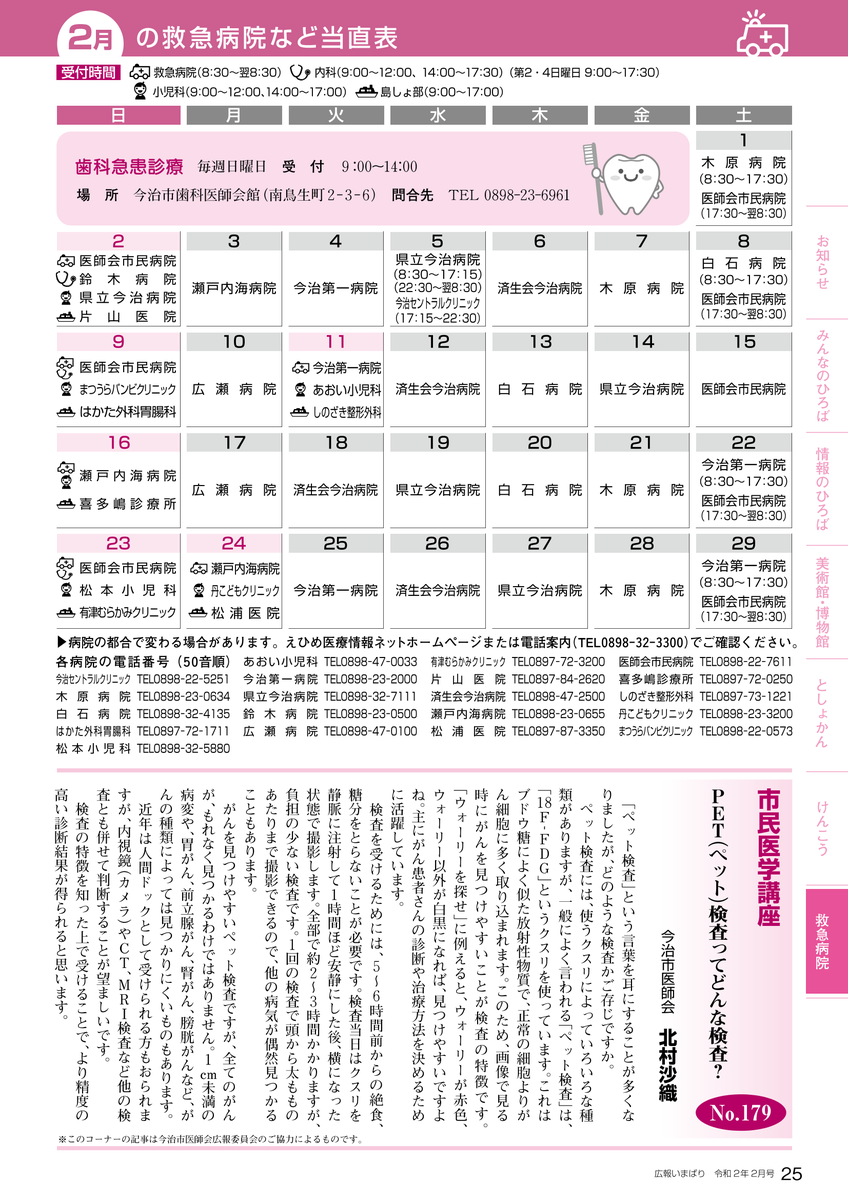 2月 の救急病院など当直表
受付時間 救急病院(8:30～翌8:30) 内科(9:00～12:00、14:00～17:30)(第2・4日曜日 9:00～17:30)
小児科(9:00～12:00、14:00～17:00) 島しょ部(9:00～17:00)
日 月 火 水 木 金 土
歯科急患診療 毎週日曜日 受 付 9:00～14:00
場 所 今治市歯科医師会館(南鳥生町2-3-6) 問合先 TEL 0898-23-6961
1
木原病院
(8:30～17:30)
医師会市民病院
(17:30～翌8:30)
2
医師会市民病院
鈴木病院
県立今治病院
片山医院
3
瀬戸内海病院
4
今治第一病院
5
県立今治病院
(8:30～17:15)
(22:30～翌8:30)
今治セントラルクリニック
(17:15～22:30)
6
済生会今治病院
7
木原病院
8
白石病院
(8:30～17:30)
医師会市民病院
(17:30～翌8:30)
9
医師会市民病院
まつうらバンビクリニック
はかた外科胃腸科
10
広瀬病院
11
今治第一病院
あおい小児科
しのざき整形外科
12
済生会今治病院
13
白石病院
14
県立今治病院
15
医師会市民病院
16
瀬戸内海病院
喜多嶋診療所
17
広瀬病院
18
済生会今治病院
19
県立今治病院
20
白石病院
21
木原病院
22
今治第一病院
(8:30～17:30)
医師会市民病院
(17:30～翌8:30)
23
医師会市民病院
松本小児科
有津むらかみクリニック
24
瀬戸内海病院
丹こどもクリニック
松浦医院
25
今治第一病院
26
済生会今治病院
27
県立今治病院
28
木原病院
29
今治第一病院
(8:30～17:30)
医師会市民病院
(17:30～翌8:30)
▶病院の都合で変わる場合があります。えひめ医療情報ネットホームページまたは電話案内(TEL0898-32-3300)でご確認ください。
各病院の電話番号(50音順) あおい小児科 TEL0898-47-0033 有津むらかみクリニック TEL0897-72-3200 医師会市民病院 TEL0898-22-7611
今治セントラルクリニック TEL0898-22-5251 今治第一病院 TEL0898-23-2000 片山医院 TEL0897-84-2620 喜多嶋診療所 TEL0897-72-0250
木原病院 TEL0898-23-0634 県立今治病院 TEL0898-32-7111 済生会今治病院 TEL0898-47-2500 しのざき整形外科 TEL0897-73-1221
白石病院 TEL0898-32-4135 鈴木病院 TEL0898-23-0500 瀬戸内海病院 TEL0898-23-0655 丹こどもクリニック TEL0898-23-3200
はかた外科胃腸科 TEL0897-72-1711 広瀬病院 TEL0898-47-0100 松浦医院 TEL0897-87-3350 まつうらバンビクリニック TEL0898-22-0573
松本小児科 TEL0898-32-5880
市民医学講座
PET(ペット)検査ってどんな検査?
今治市医師会 北村沙織
No.179
「ペット検査」という言葉を耳にすることが多くな
りましたが、どのような検査かご存じですか。
ペット検査には、使うクスリによっていろいろな種
類がありますが、一般によく言われる「ペット検査」は、
「18F-FDG」というクスリを使っています。これは
ブドウ糖によく似た放射性物質で、正常の細胞よりが
ん細胞に多く取り込まれます。このため、画像で見る
時にがんを見つけやすいことが検査の特徴です。
「ウォーリーを探せ」に例えると、ウォーリーが赤色、
ウォーリー以外が白黒になれば、見つけやすいですよ
ね。主にがん患者さんの診断や治療方法を決めるため
に活躍しています。
検査を受けるためには、5～6時間前からの絶食、
糖分をとらないことが必要です。検査当日はクスリを
静脈に注射して1時間ほど安静にした後、横になった
状態で撮影します。全部で約2～3時間かかりますが、
負担の少ない検査です。1回の検査で頭から太ももの
あたりまで撮影できるので、他の病気が偶然見つかる
こともあります。
がんを見つけやすいペット検査ですが、全てのがん
が、もれなく見つかるわけではありません。1cm未満の
病変や、胃がん、前立腺がん、腎がん、膀胱がんなど、が
んの種類によっては見つかりにくいものもあります。
近年は人間ドックとして受けられる方もおられま
すが、内視鏡(カメラ)やCT、MRI検査など他の検
査とも併せて判断することが望ましいです。
検査の特徴を知った上で受けることで、より精度の
高い診断結果が得られると思います。
※このコーナーの記事は今治市医師会広報委員会のご協力によるものです。
お知らせ
みんなのひろば
情報のひろば
美術館・博物館
としょかん
けんこう
救急病院
広報いまばり 令和2年2月号 25